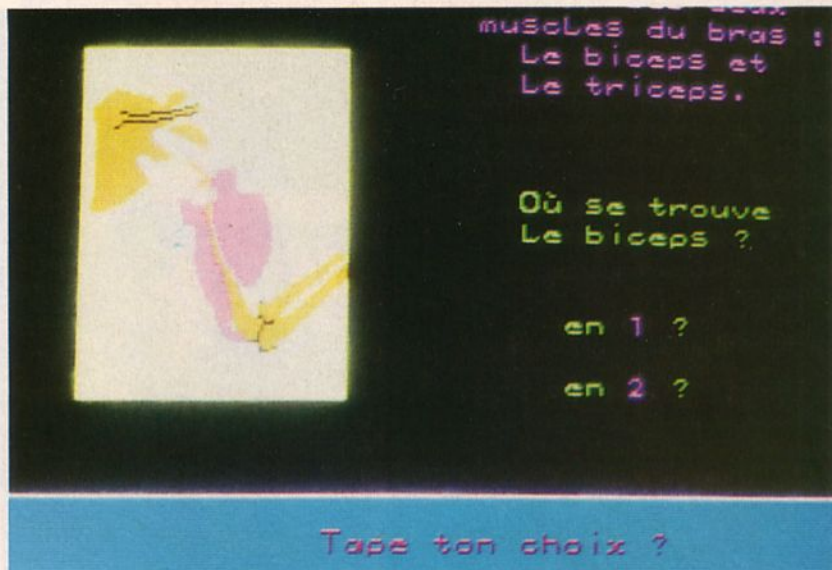 muscles du bras :
Le biceps et
Le triceps.
Où se trouve
Le biceps ?
en 1 ?
en 2 ?
Tape ton choix ?